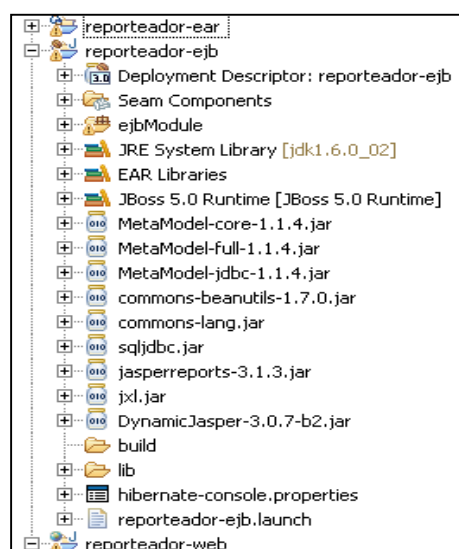 reporteador-ear
reporteador-ejb
3.0 Deployment Descriptor: reporteador-ejb
Seam Components
ejbModule
JRE System Library [jdk1.6.0_02]
EAR Libraries
JBoss 5.0 Runtime [JBoss 5.0 Runtime]
010 MetaModel-core-1.1.4.jar
010 MetaModel-full-1.1.4.jar
010 MetaModel-jdbc-1.1.4.jar
010 commons-beanutils-1.7.0.jar
010 commons-lang.jar
010 sqljdbc.jar
010 jasperreports-3.1.3.jar
010 jxl.jar
010 DynamicJasper-3.0.7-b2.jar
build
lib
hibernate-console.properties
reporteador-ejb.launch
reporteador-web